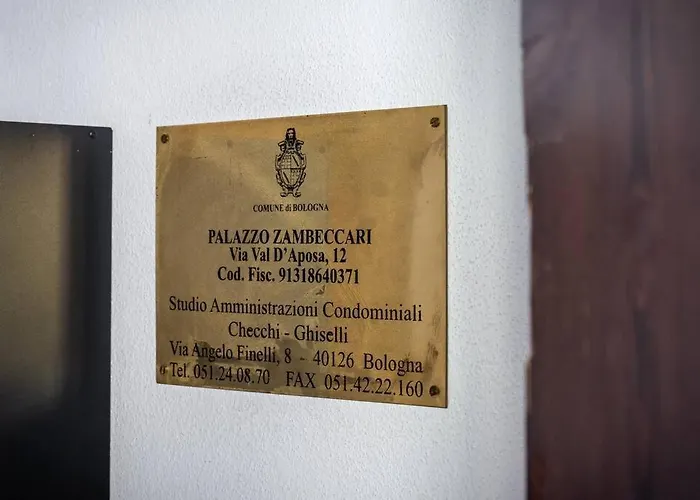 COMUNE di BOLOGNA
PALAZZO ZAMBECCARI
Via Val D'Aposa, 12
Cod. Fisc. 91318640371
Studio Amministrazioni Condominiali
Checchi - Ghiselli
Via Angelo Finelli, 8 - 40126 Bologna
Tel. 051.24.08.70 FAX 051.42.22.160